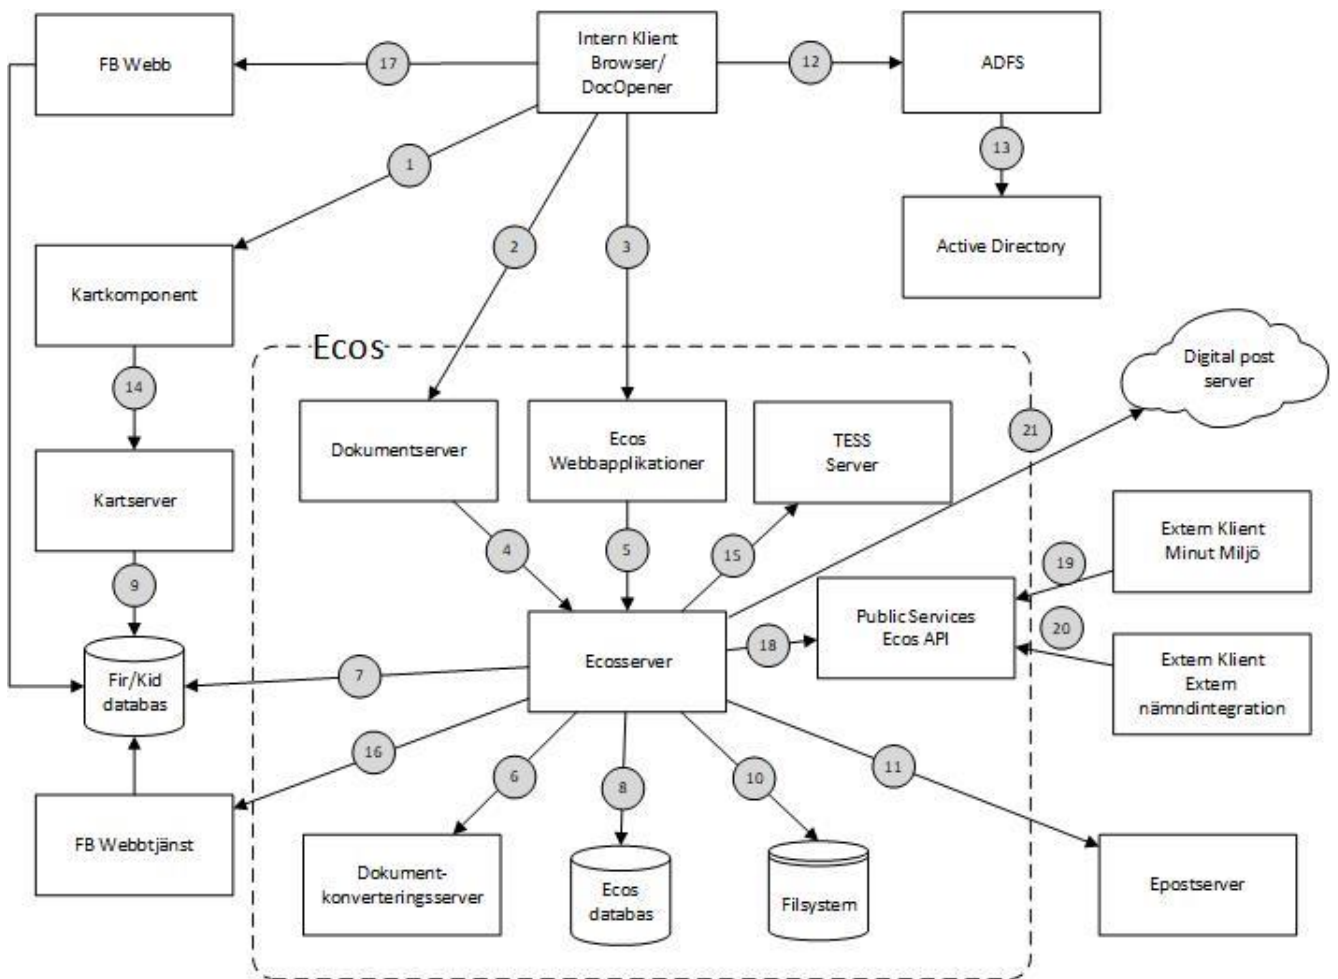 FB Webb
17
Intern Klient
Browser/
DocOpener
12
ADFS
1
13
2
3
Active Directory
Kartkomponent
Ecos
Digital post
server
14
21
Dokumentserver
Ecos
Webbapplikationer
TESS
Server
Kartserver
Extern Klient
Minut Miljö
4
5
15
19
9
Public Services
Ecos API
20
18
Ecosserver
Extern Klient
Extern
nämndintegration
Fir/Kid
databas
7
16
6
8
10
11
FB Webbtjänst
Dokument-
konverteringsserver
Ecos
databas
Filsystem
Epostserver